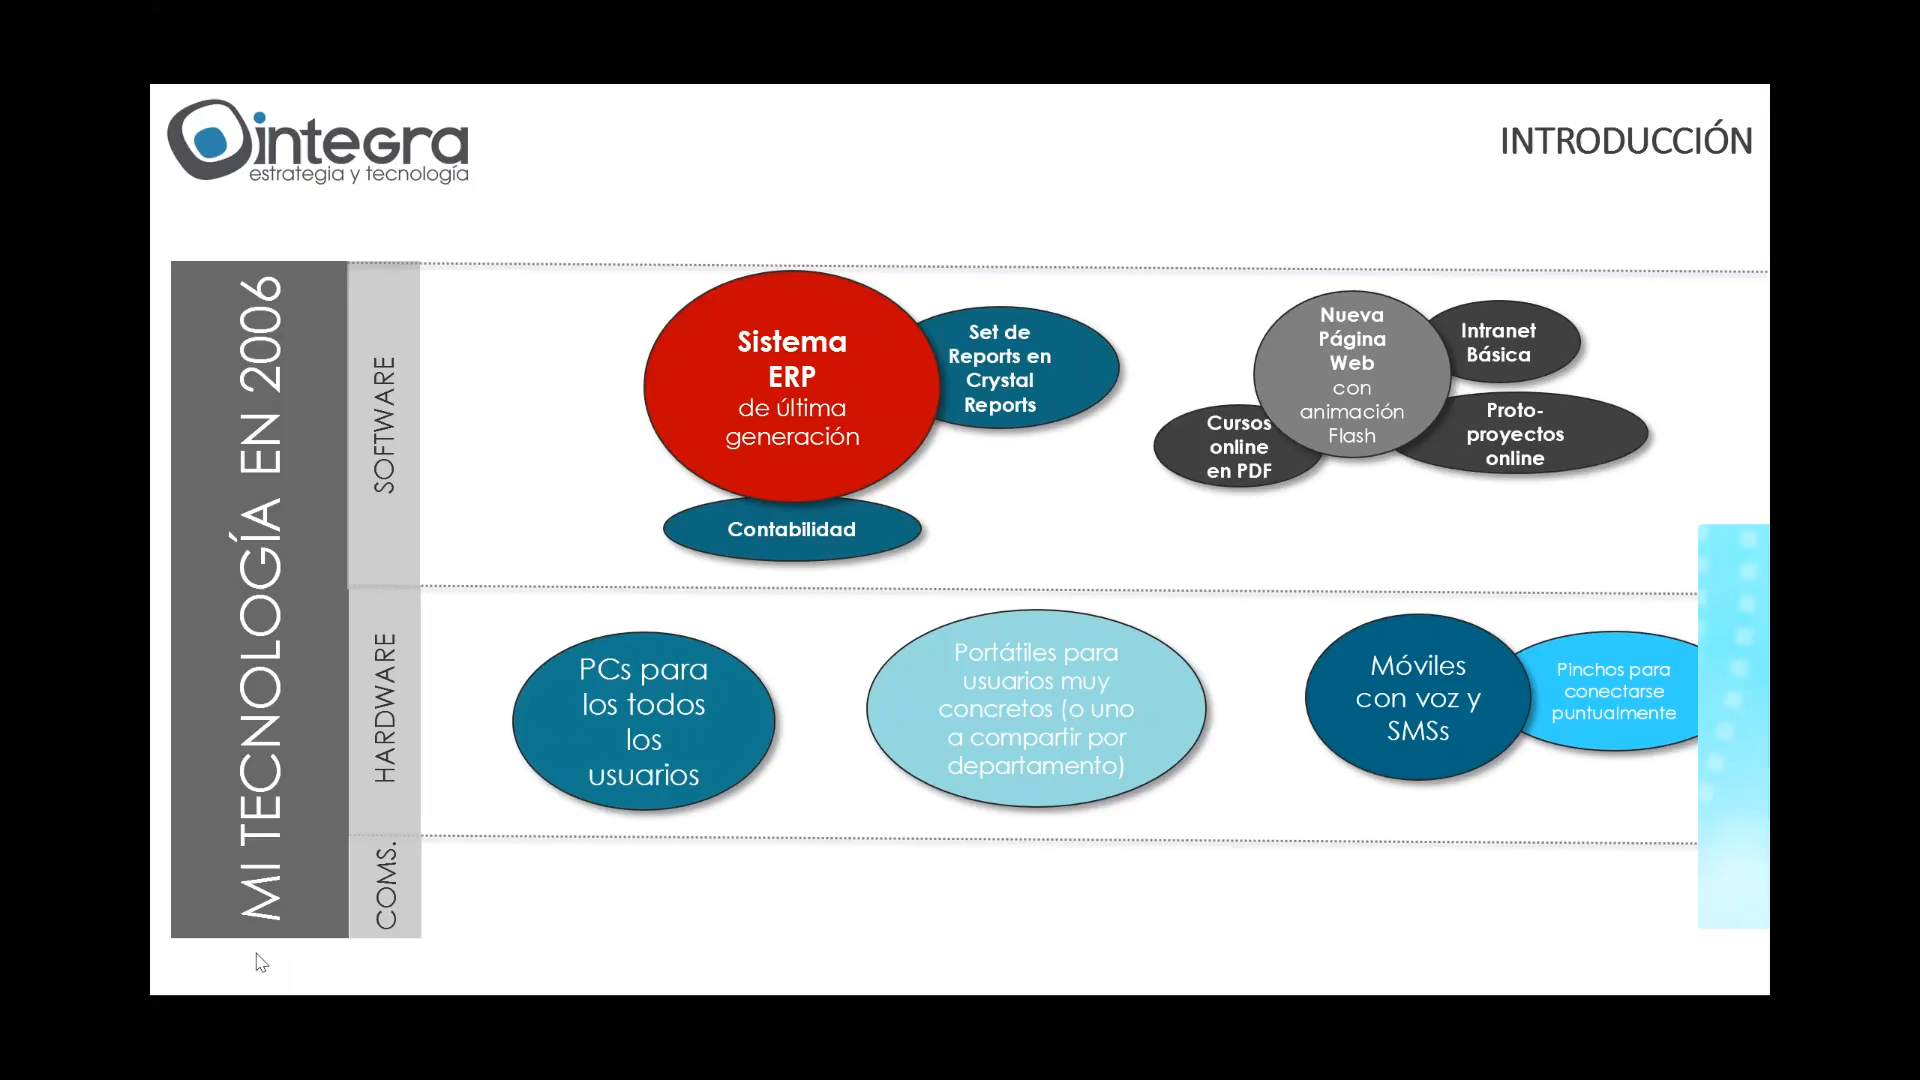 integra
estrategia y tecnología
INTRODUCCIÓN
MI TECNOLOGÍA EN 2006
SOFTWARE
Sistema
ERP
de última
generación
Set de
Reports en
Crystal
Reports
Contabilidad
Nueva
Página
Web
con
animación
Flash
Intranet
Básica
Cursos
online
en PDF
Proto-
proyectos
online
HARDWARE
PCs para
los todos
los
usuarios
Portátiles para
usuarios muy
concretos (o uno
a compartir por
departamento)
Móviles
con voz y
SMSs
Pinchos para
conectarse
puntualmente
COMS.